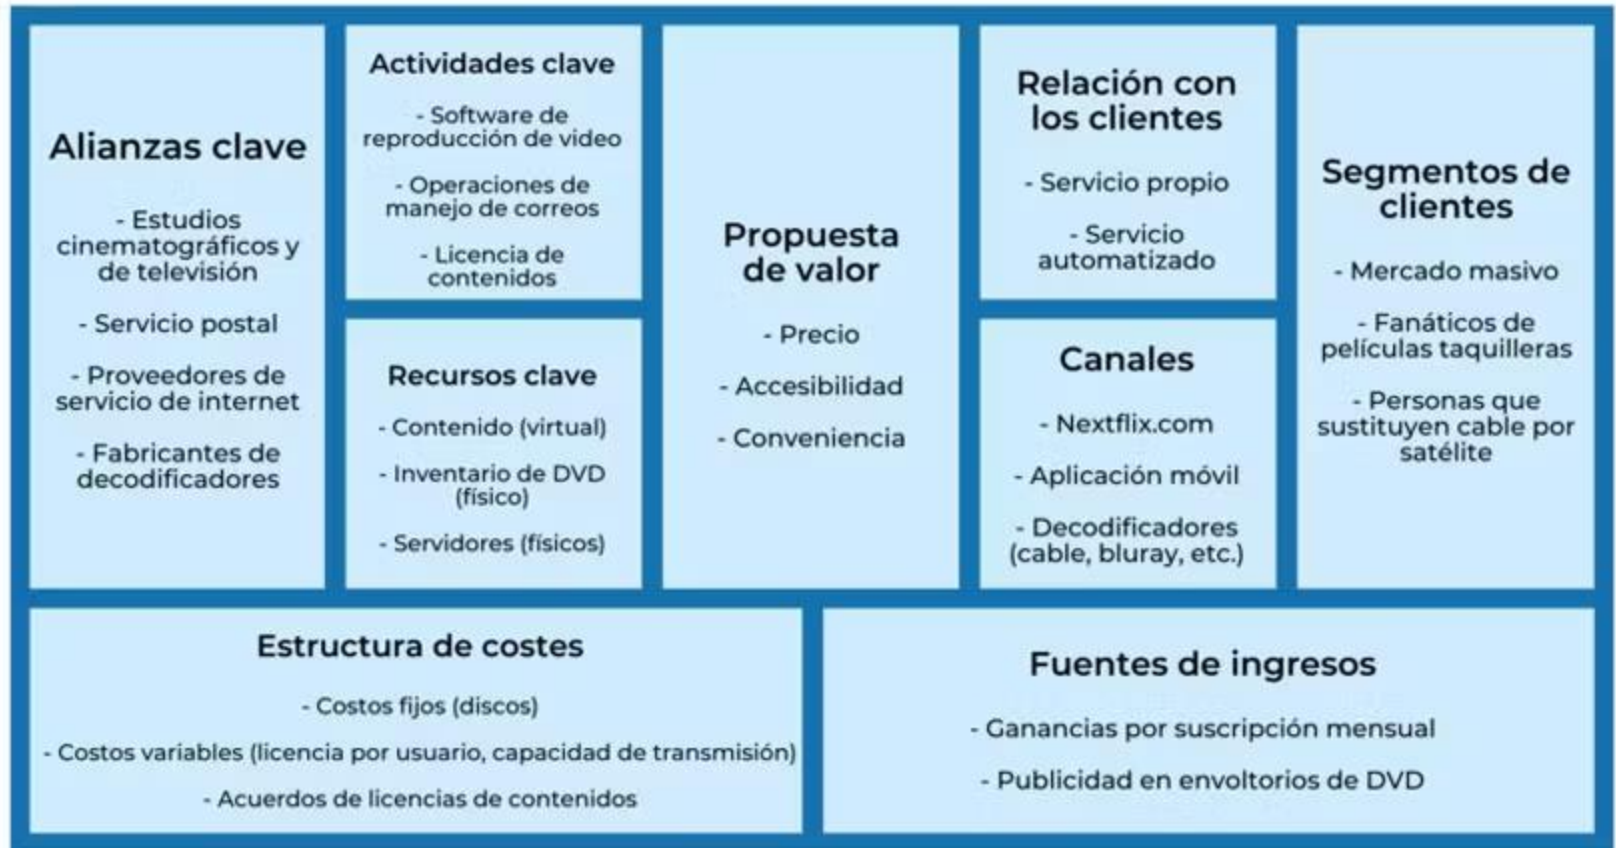 Alianzas clave
- Estudios
cinematográficos y
de televisión
- Servicio postal
- Proveedores de
servicio de internet
- Fabricantes de
decodificadores
Actividades clave
- Software de
reproducción de video
- Operaciones de
manejo de correos
- Licencia de
contenidos
Recursos clave
- Contenido (virtual)
- Inventario de DVD
(físico)
- Servidores (físicos)
Propuesta
de valor
- Precio
- Accesibilidad
- Conveniencia
Relación con
los clientes
- Servicio propio
- Servicio
automatizado
Canales
- Nextflix.com
- Aplicación móvil
- Decodificadores
(cable, bluray, etc.)
Segmentos de
clientes
- Mercado masivo
- Fanáticos de
películas taquilleras
- Personas que
sustituyen cable por
satélite
Estructura de costes
- Costos fijos (discos)
- Costos variables (licencia por usuario, capacidad de transmisión)
- Acuerdos de licencias de contenidos
Fuentes de ingresos
- Ganancias por suscripción mensual
- Publicidad en envoltorios de DVD